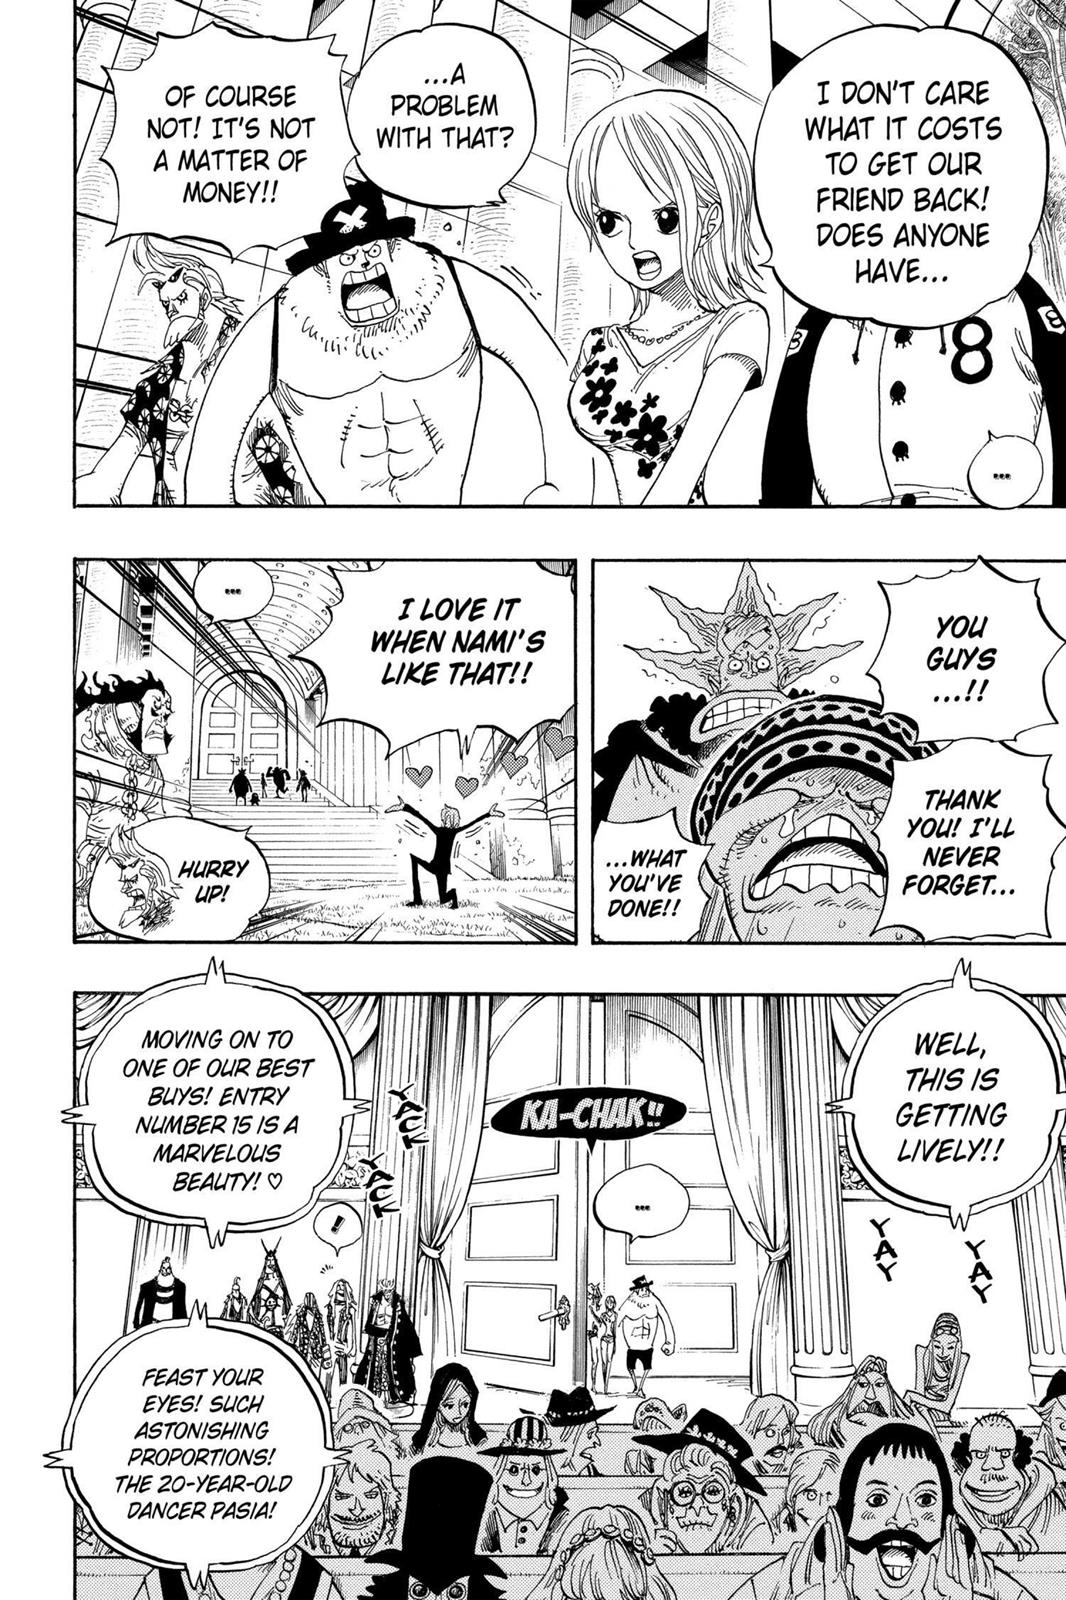 I DON'T CARE
WHAT IT COSTS
TO GET OUR
FRIEND BACK!
DOES ANYONE
HAVE...
...A
PROBLEM
WITH THAT?
OF COURSE
NOT! IT'S NOT
A MATTER OF
MONEY!!
8
8
...
YOU
GUYS
...!!
THANK
YOU! I'LL
NEVER
FORGET...
...WHAT
YOU'VE
DONE!!
I LOVE IT
WHEN NAMI'S
LIKE THAT!!
...
HURRY
UP!
WELL,
THIS IS
GETTING
LIVELY!!
YAY
YAY
KA-CHAK!!
...
YACK
YACK
!
MOVING ON TO
ONE OF OUR BEST
BUYS! ENTRY
NUMBER 15 IS A
MARVELOUS
BEAUTY! ♡
FEAST YOUR
EYES! SUCH
ASTONISHING
PROPORTIONS!
THE 20-YEAR-OLD
DANCER PASIA!